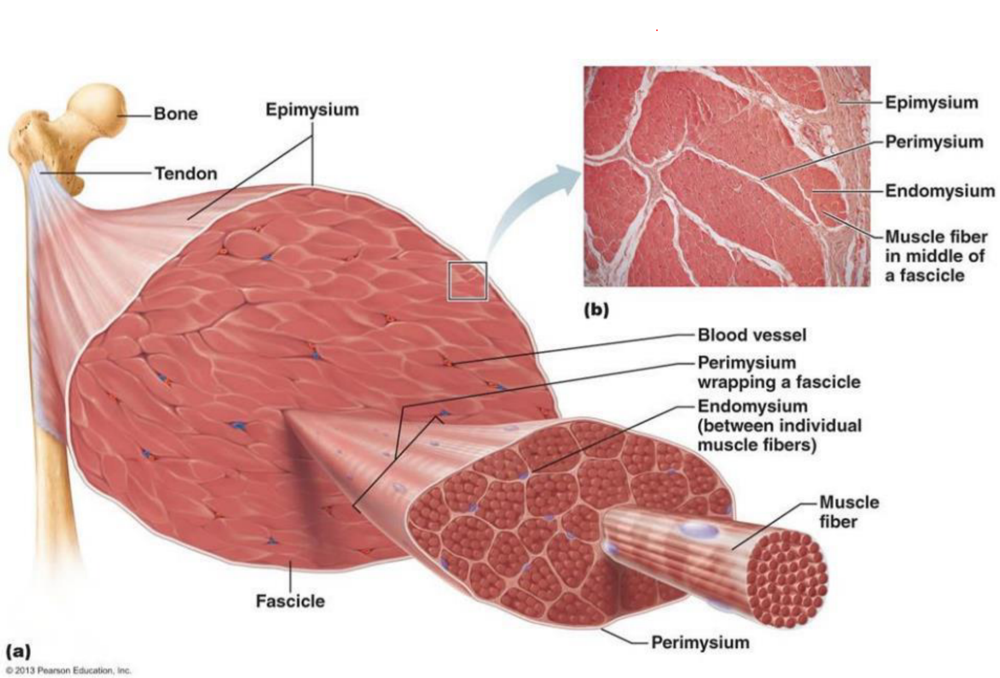 Epimysium
Bone
Tendon
Epimysium
Perimysium
Endomysium
Muscle fiber
in middle of
a fascicle
(b)
Blood vessel
Perimysium
wrapping a fascicle
Endomysium
(between individual
muscle fibers)
Muscle
fiber
Fascicle
Perimysium
(a)
© 2013 Pearson Education, Inc.